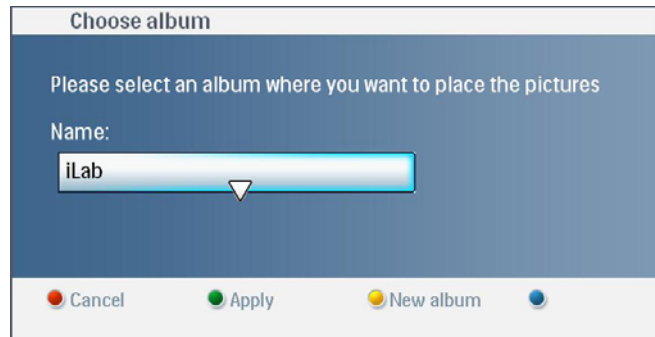 Choose album
Please select an album where you want to place the pictures
Name:
iLab
Cancel Apply New album